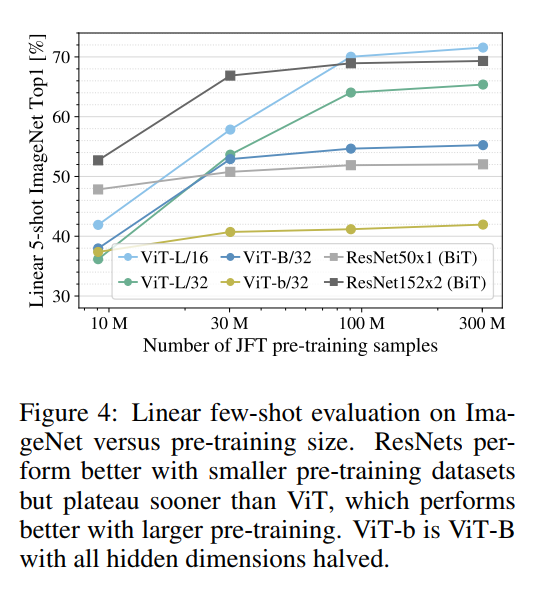 Linear 5-shot ImageNet Top1 [%]
70
60
50
40
30
ViT-L/16 ViT-B/32 ResNet50x1 (BiT)
ViT-L/32 ViT-b/32 ResNet152x2 (BiT)
10 M 30 M 100 M 300 M
Number of JFT pre-training samples
Figure 4: Linear few-shot evaluation on Im-
ageNet versus pre-training size. ResNets per-
form better with smaller pre-training datasets
but plateau sooner than ViT, which performs
better with larger pre-training. ViT-b is ViT-B
with all hidden dimensions halved.